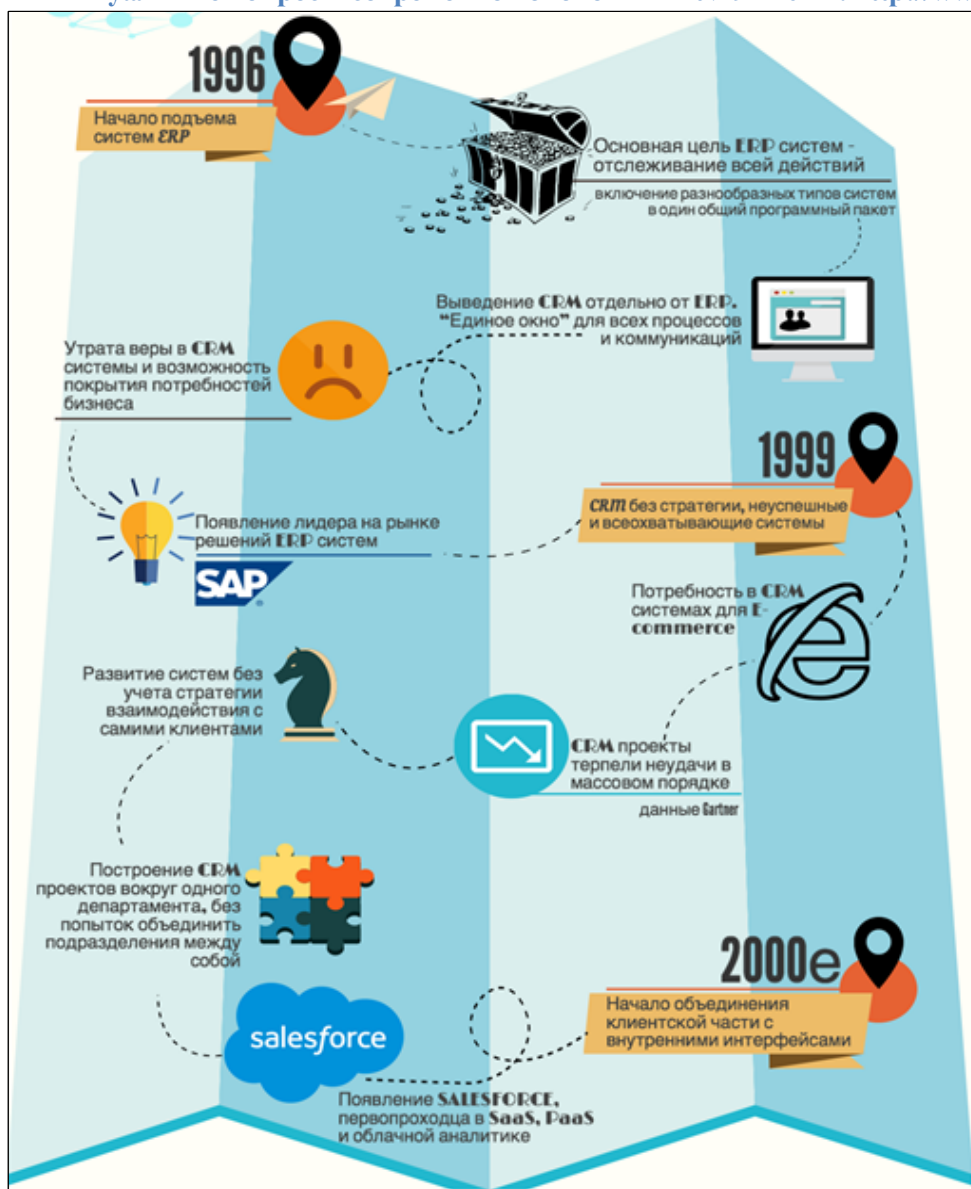 1996
Начало подъема
систем ERP
Основная цель ERP систем -
отслеживание всей действий
включение разнообразных типов систем
в один общий программный пакет
Выведение CRM отдельно от ERP.
“Единое окно” для всех процессов
и коммуникаций
Утрата веры в CRM
системы и возможность
покрытия потребностей
бизнеса
Появление лидера на рынке
решений ERP систем
SAP
1999
CRM без стратегии, неуспешные
и всеохватывающие системы
Потребность в CRM
системах для E-
commerce
CRM проекты
терпели неудачи в
массовом порядке
данные Gartner
Развитие систем без
учета стратегии
взаимодействия с
самими клиентами
Построение CRM
проектов вокруг одного
департамента, без
попыток объединить
подразделения между
собой
salesforce
Появление SALESFORCE,
первопроходца в SaaS, PaaS
и облачной аналитике
2000е
Начало объединения
клиентской части с
внутренними интерфейсами